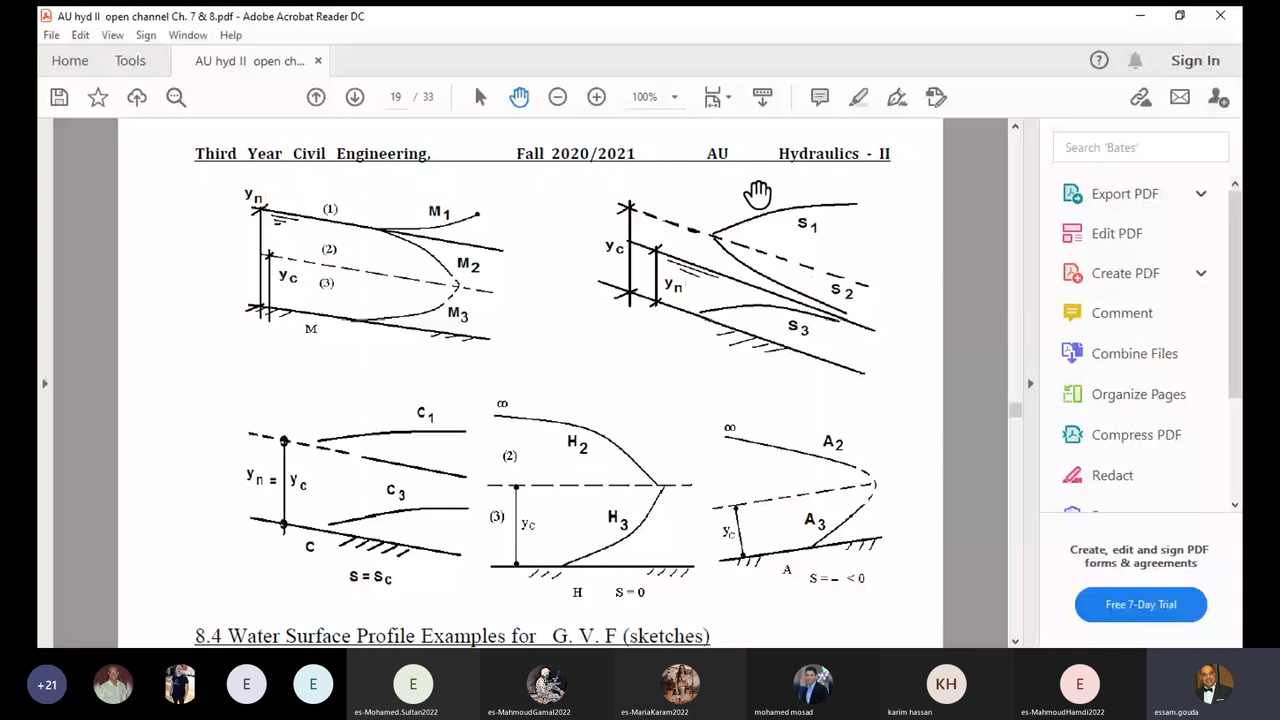 AU hyd II open channel Ch. 7 & 8.pdf - Adobe Acrobat Reader DC
File Edit View Sign Window Help
Home Tools AU hyd II open ch... × Sign In
19 / 33 100%
Third Year Civil Engineering, Fall 2020/2021 AU Hydraulics - II
yn (1) M1
(2) M2
yc
(3) M3
M
S1
yc
yn S2
S3
C1
yn = yc
C3
C
S = Sc
∞
H2
(2)
(3) yc H3
H S = 0
∞
A2
A3
yc
A S = - < 0
8.4 Water Surface Profile Examples for G. V. F (sketches)
Search 'Bates'
Export PDF
Edit PDF
Create PDF
Comment
Combine Files
Organize Pages
Compress PDF
Redact
Create, edit and sign PDF
forms & agreements
Free 7-Day Trial
+21 E E E KH E
es-Mohamed.Sultan2022 es-MahmoudGamal2022 es-MariaKaram2022 mohamed mosad karim hassan es-MahmoudHamdi2022 essam.gouda